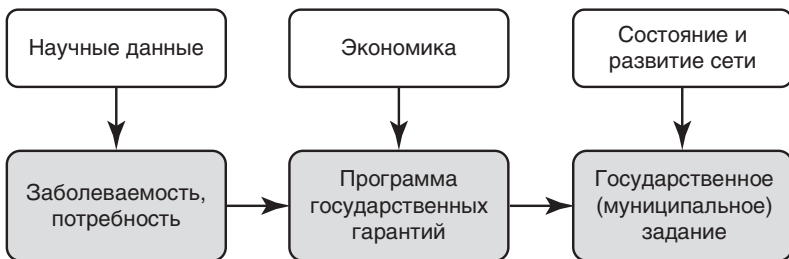 Научные данные
Экономика
Состояние и
развитие сети
Заболеваемость,
потребность
Программа
государственных
гарантий
Государственное
(муниципальное)
задание